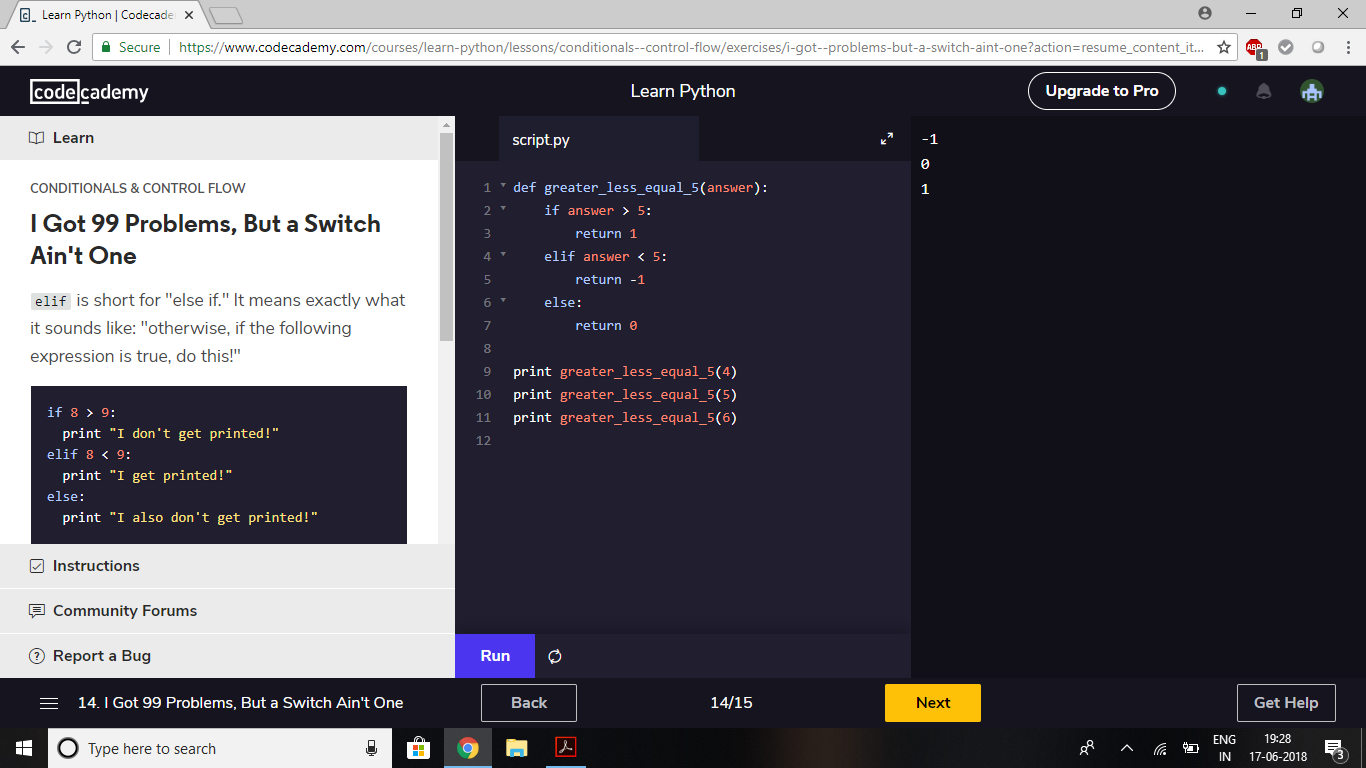 Learn Python | Codecade
Secure
https://www.codecademy.com/courses/learn-python/lessons/conditionals--control-flow/exercises/i-got--problems-but-a-switch-aint-one?action=resume_content_it...
ABP
1
codecademy
Learn Python
Upgrade to Pro
Learn
CONDITIONALS & CONTROL FLOW
I Got 99 Problems, But a Switch
Ain't One
elif is short for "else if." It means exactly what
it sounds like: "otherwise, if the following
expression is true, do this!"
if 8 > 9:
  print "I don't get printed!"
elif 8 < 9:
  print "I get printed!"
else:
  print "I also don't get printed!"
Instructions
Community Forums
Report a Bug
script.py
1 def greater_less_equal_5(answer):
2     if answer > 5:
3         return 1
4     elif answer < 5:
5         return -1
6     else:
7         return 0
8
9 print greater_less_equal_5(4)
10 print greater_less_equal_5(5)
11 print greater_less_equal_5(6)
12
Run
-1
0
1
14. I Got 99 Problems, But a Switch Ain't One
Back
14/15
Next
Get Help
Type here to search
ENG
IN
19:28
17-06-2018
3